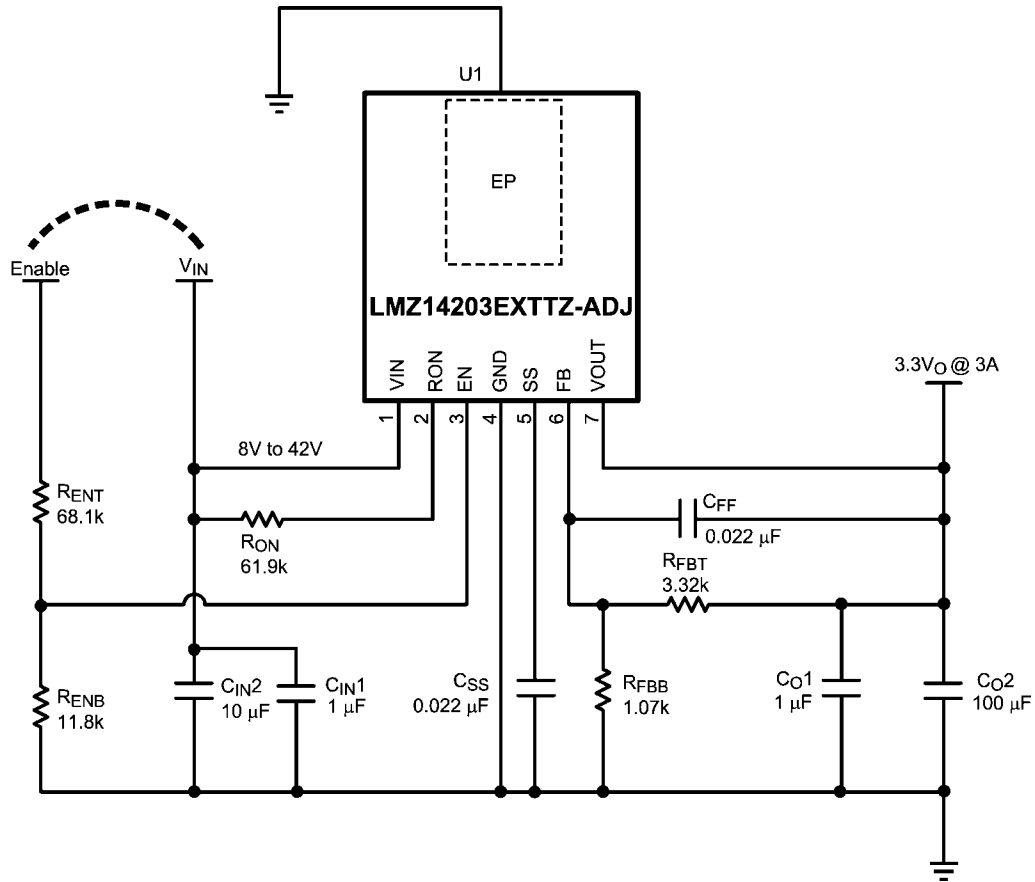 U1
EP
Enable
VIN
LMZ14203EXTTZ-ADJ
VIN
RON
EN
GND
SS
FB
VOUT
1
2
3
4
5
6
7
3.3VO @ 3A
8V to 42V
RENT
68.1k
RON
61.9k
CFF
0.022 μF
RFBT
3.32k
RENB
11.8k
CIN2
10 μF
CIN1
1 μF
CSS
0.022 μF
RFBB
1.07k
CO1
1 μF
CO2
100 μF